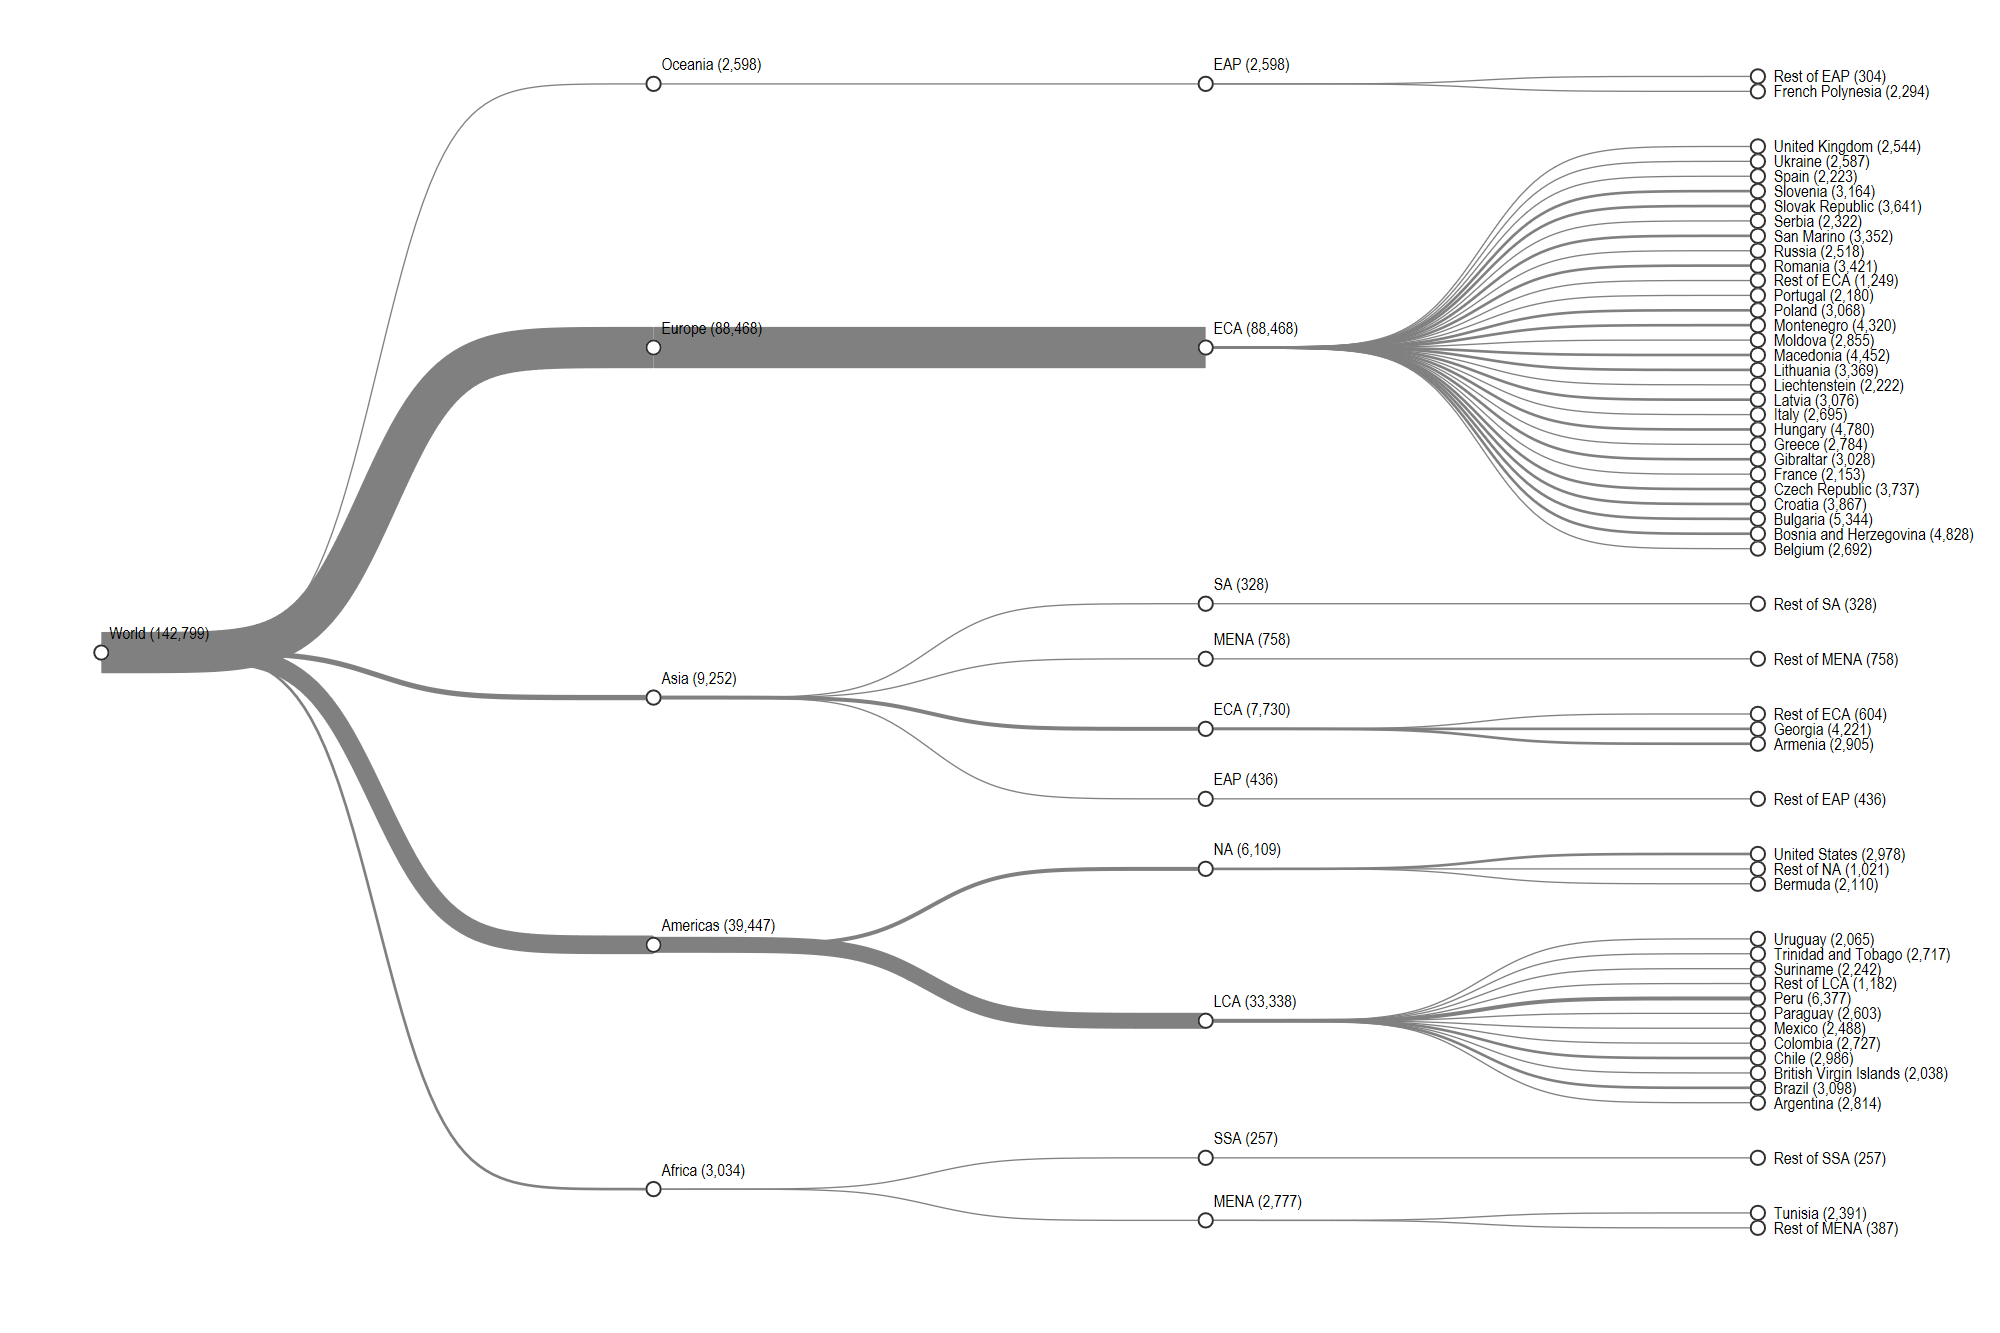 World (142,799)
Oceania (2,598)
Europe (88,468)
Asia (9,252)
Americas (39,447)
Africa (3,034)
EAP (2,598)
ECA (88,468)
SA (328)
MENA (758)
ECA (7,730)
EAP (436)
NA (6,109)
LCA (33,338)
SSA (257)
MENA (2,777)
Rest of EAP (304)
French Polynesia (2,294)
United Kingdom (2,544)
Ukraine (2,587)
Spain (2,223)
Slovenia (3,164)
Slovak Republic (3,641)
Serbia (2,322)
San Marino (3,352)
Russia (2,518)
Romania (3,421)
Rest of ECA (1,249)
Portugal (2,180)
Poland (3,068)
Montenegro (4,320)
Moldova (2,855)
Macedonia (4,452)
Lithuania (3,369)
Liechtenstein (2,222)
Latvia (3,076)
Italy (2,695)
Hungary (4,780)
Greece (2,784)
Gibraltar (3,028)
France (2,153)
Czech Republic (3,737)
Croatia (3,867)
Bulgaria (5,344)
Bosnia and Herzegovina (4,828)
Belgium (2,692)
Rest of SA (328)
Rest of MENA (758)
Rest of ECA (604)
Georgia (4,221)
Armenia (2,905)
Rest of EAP (436)
United States (2,978)
Rest of NA (1,021)
Bermuda (2,110)
Uruguay (2,065)
Trinidad and Tobago (2,717)
Suriname (2,242)
Rest of LCA (1,182)
Peru (6,377)
Paraguay (2,603)
Mexico (2,488)
Colombia (2,727)
Chile (2,986)
British Virgin Islands (2,038)
Brazil (3,098)
Argentina (2,814)
Rest of SSA (257)
Tunisia (2,391)
Rest of MENA (387)